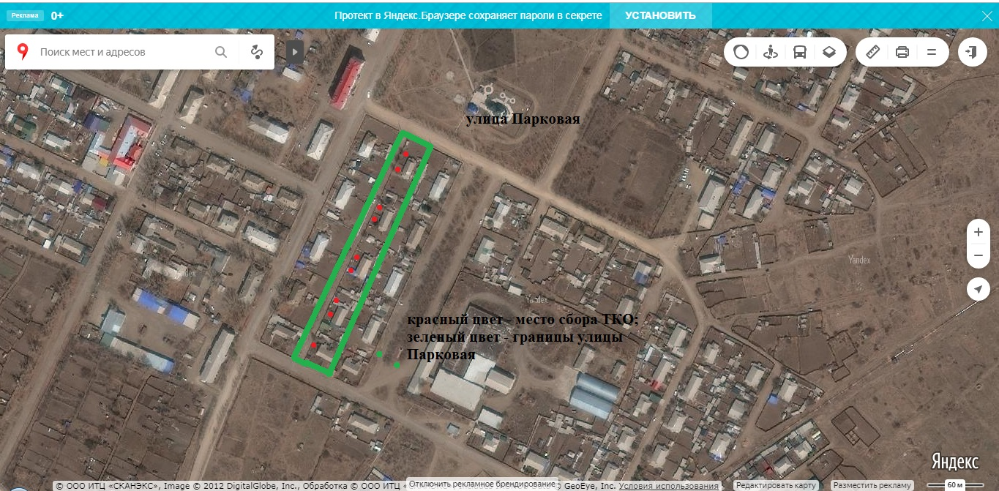 Реклама 0+ Протект в Яндекс.Браузере сохраняет пароли в секрете УСТАНОВИТЬ
Поиск мест и адресов
улица Парковая
Yandex
Yandex
Yandex
красный цвет - место сбора ТКО;
зеленый цвет - границы улицы
Парковая
Яндекс
© ООО ИТЦ «СКАНЭКС», Image © 2012 DigitalGlobe, Inc., Обработка © ООО ИТЦ « Отключить рекламное брендирование © GeoEye, Inc. Условия использования Редактировать карту Разместить рекламу 60 м